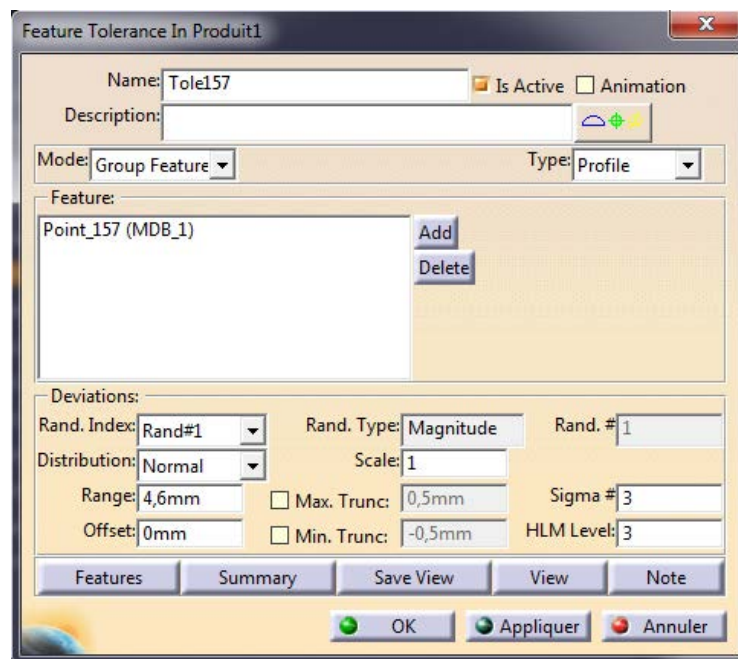 Feature Tolerance In Produit1
X
Name: Tole157 Is Active Animation
Description:
Mode: Group Feature Type: Profile
Feature:
Point_157 (MDB_1) Add
Delete
Deviations:
Rand. Index: Rand#1 Rand. Type: Magnitude Rand. # 1
Distribution: Normal Scale: 1
Range: 4,6mm Max. Trunc: 0,5mm Sigma # 3
Offset: 0mm Min. Trunc: -0,5mm HLM Level: 3
Features Summary Save View View Note
OK Appliquer Annuler